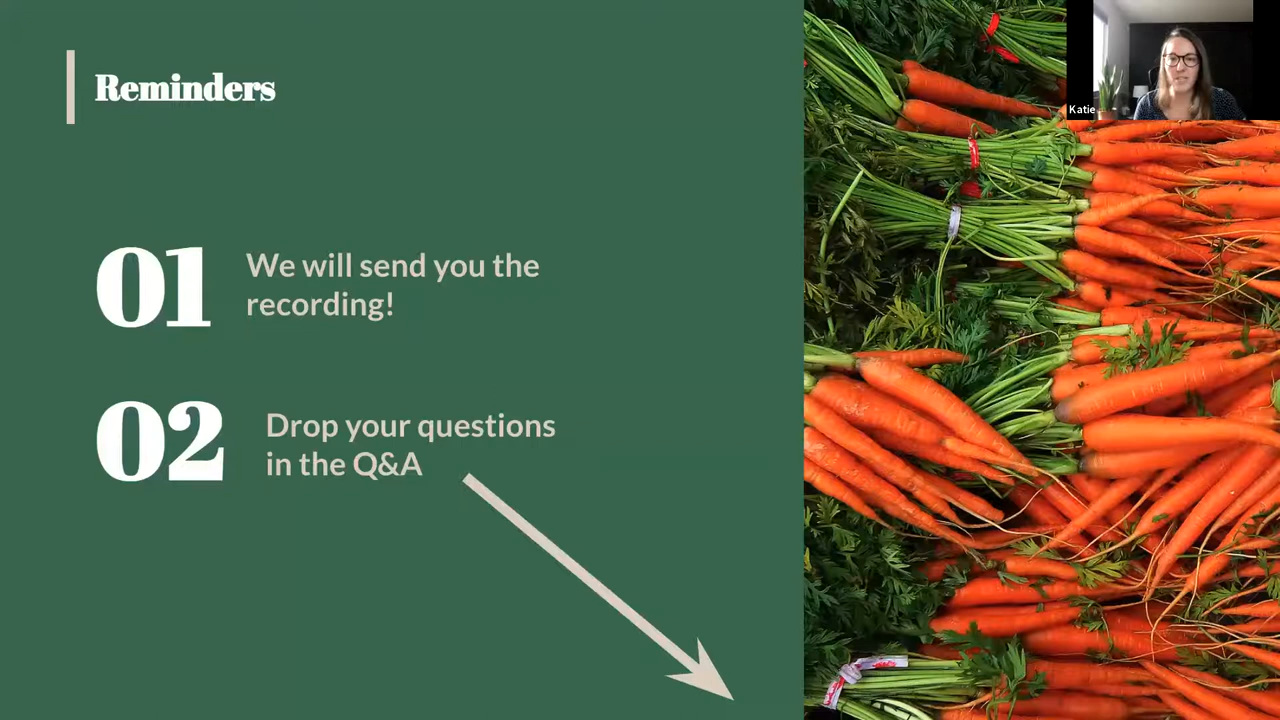 Reminders
Katie
01
We will send you the
recording!
02
Drop your questions
in the Q&A